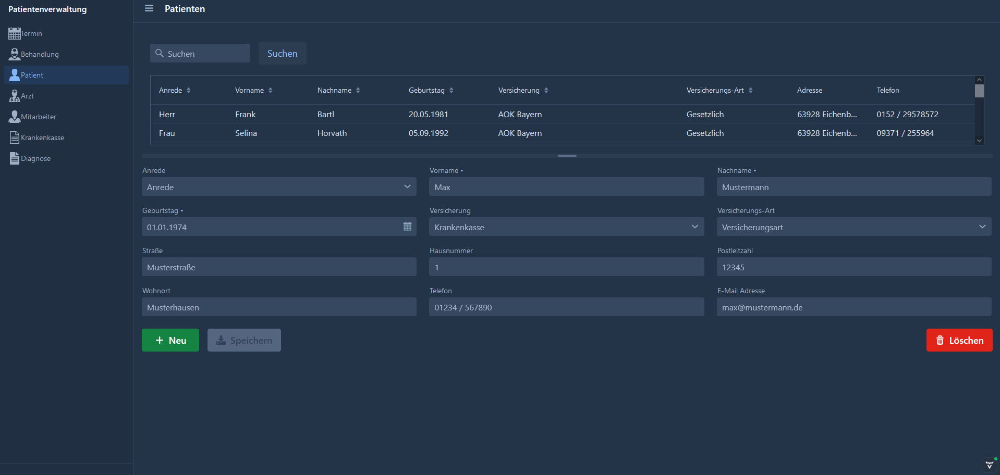 Patientenverwaltung
Termin
Behandlung
Patient
Arzt
Mitarbeiter
Krankenkasse
Diagnose
Patienten
Suchen Suchen
Anrede Vorname Nachname Geburtstag Versicherung Versicherungs-Art Adresse Telefon
Herr Frank Bartl 20.05.1981 AOK Bayern Gesetzlich 63928 Eichenb... 0152 / 29578572
Frau Selina Horvath 05.09.1992 AOK Bayern Gesetzlich 63928 Eichenb... 09371 / 255964
Anrede Vorname • Nachname •
Anrede Max Mustermann
Geburtstag • Versicherung Versicherungs-Art
01.01.1974 Krankenkasse Versicherungsart
Straße Hausnummer Postleitzahl
Musterstraße 1 12345
Wohnort Telefon E-Mail Adresse
Musterhausen 01234 / 567890 max@mustermann.de
Neu Speichern Löschen